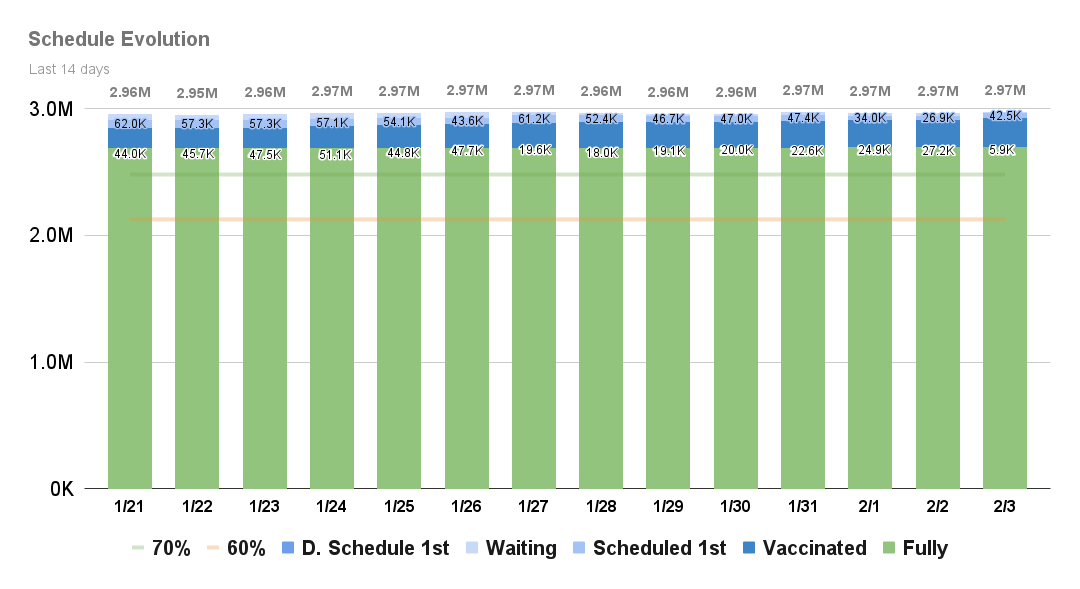 Schedule Evolution
Last 14 days
2.96M 2.95M 2.96M 2.97M 2.97M 2.97M 2.97M 2.96M 2.96M 2.96M 2.97M 2.97M 2.97M 2.97M
3.0M
62.0K 57.3K 57.3K 57.1K 54.1K 43.6K 61.2K 52.4K 46.7K 47.0K 47.4K 34.0K 26.9K 42.5K
44.0K 45.7K 47.5K 51.1K 44.8K 47.7K 19.6K 18.0K 19.1K 20.0K 22.6K 24.9K 27.2K 5.9K
2.0M
1.0M
0K
1/21 1/22 1/23 1/24 1/25 1/26 1/27 1/28 1/29 1/30 1/31 2/1 2/2 2/3
70% 60% D. Schedule 1st Waiting Scheduled 1st Vaccinated Fully